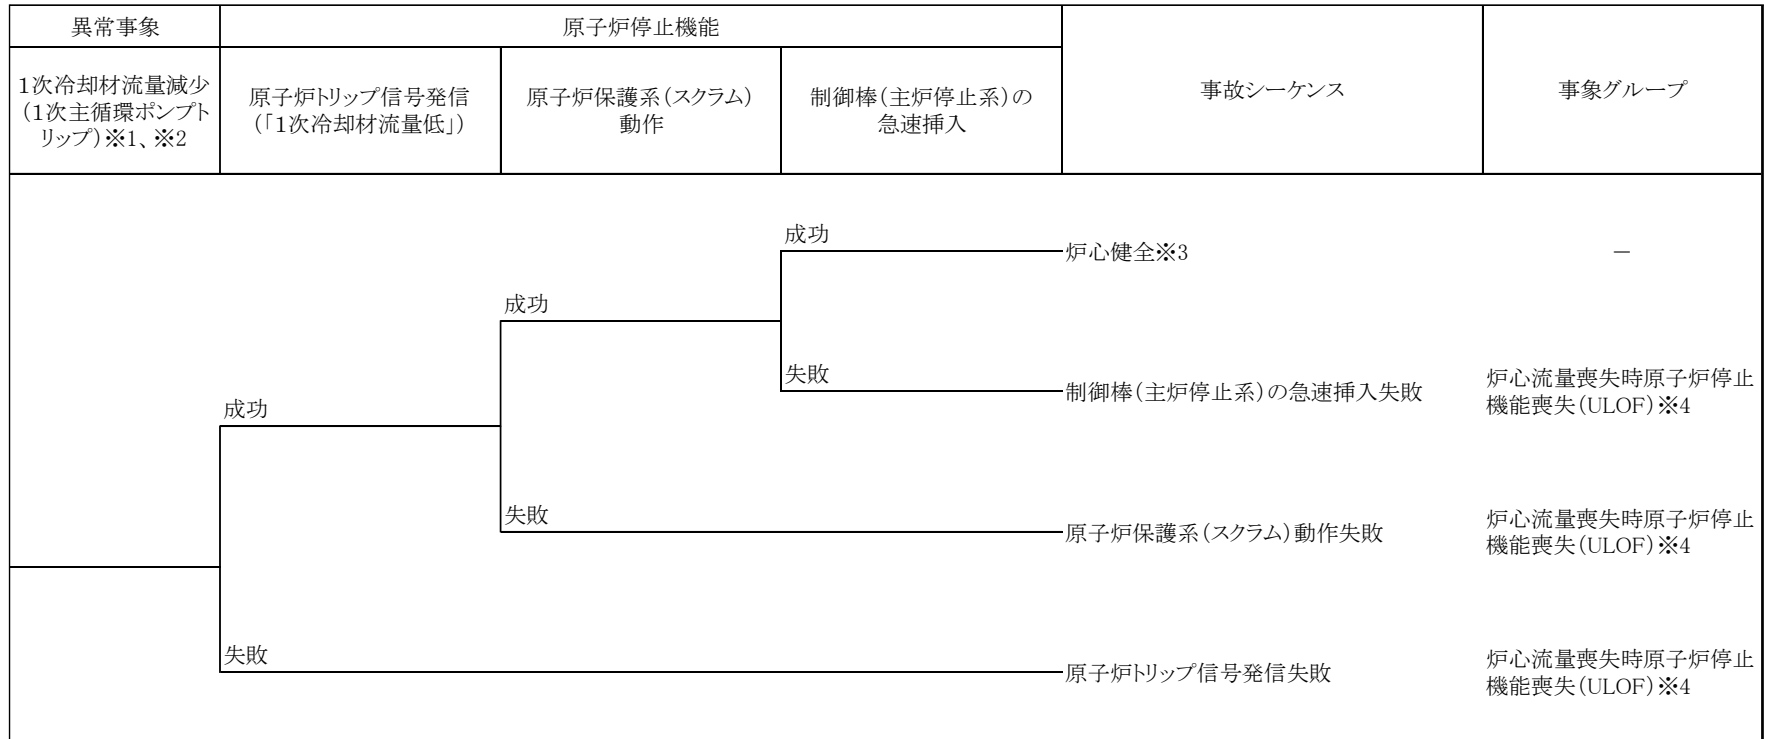 異常事象
原子炉停止機能
事故シーケンス
事象グループ
1次冷却材流量減少
(1次主循環ポンプト
リップ)※1、※2
原子炉トリップ信号発信
(「1次冷却材流量低」)
原子炉保護系(スクラム)
動作
制御棒(主炉停止系)の
急速挿入
成功
炉心健全※3
－
成功
失敗
制御棒(主炉停止系)の急速挿入失敗
炉心流量喪失時原子炉停止
機能喪失(ULOF)※4
成功
失敗
原子炉保護系(スクラム)動作失敗
炉心流量喪失時原子炉停止
機能喪失(ULOF)※4
失敗
原子炉トリップ信号発信失敗
炉心流量喪失時原子炉停止
機能喪失(ULOF)※4